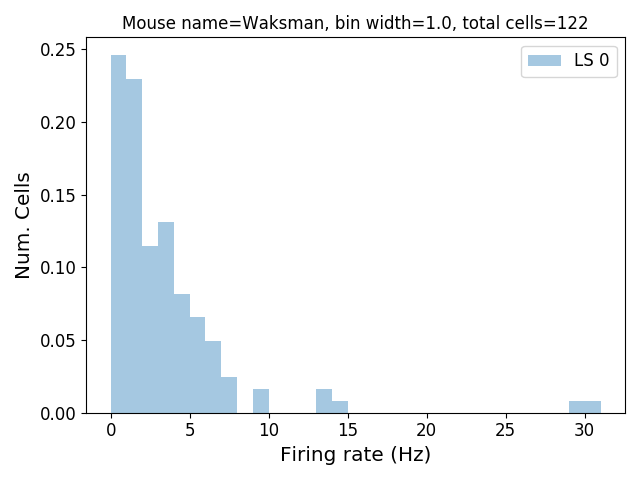 Mouse name=Waksman, bin width=1.0, total cells=122
LS 0
0.25
0.20
0.15
0.10
0.05
0.00
Num. Cells
0 5 10 15 20 25 30
Firing rate (Hz)